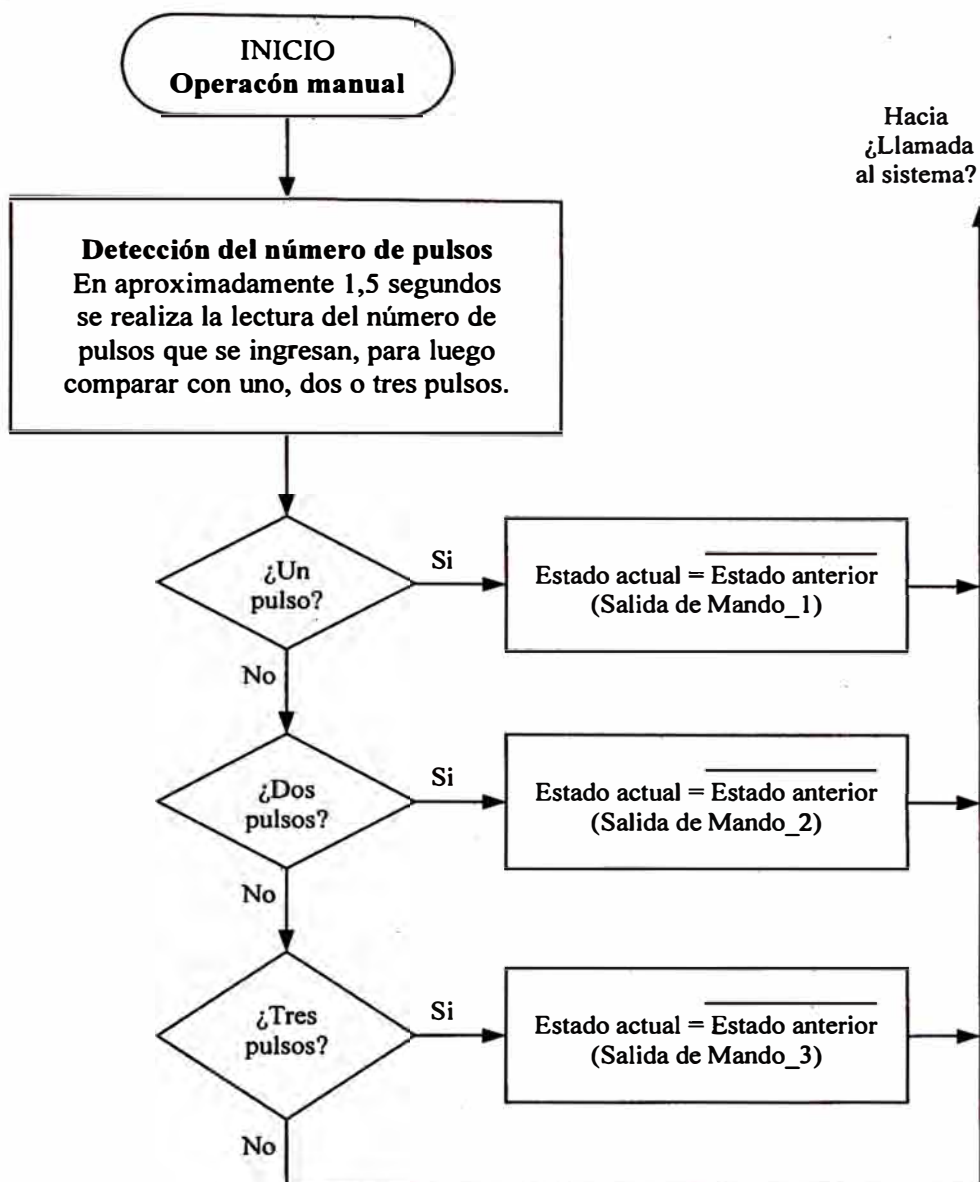 INICIO
Operacón manual
Hacia
¿Llamada
al sistema?
Detección del número de pulsos
En aproximadamente 1,5 segundos
se realiza la lectura del número de
pulsos que se ingresan, para luego
comparar con uno, dos o tres pulsos.
¿Un
pulso?
Si
Estado actual = Estado anterior
(Salida de Mando_1)
No
¿Dos
pulsos?
Si
Estado actual = Estado anterior
(Salida de Mando_2)
No
¿Tres
pulsos?
Si
Estado actual = Estado anterior
(Salida de Mando_3)
No